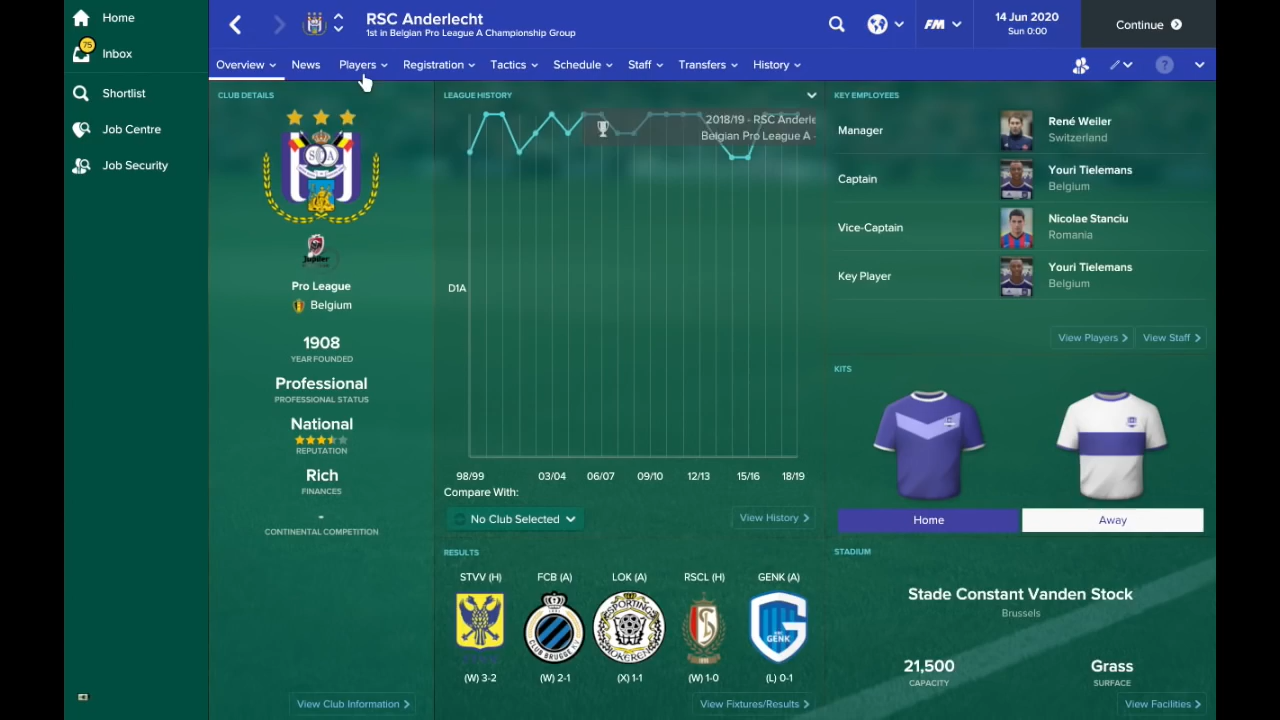 Home
75
Inbox
Shortlist
Job Centre
Job Security
RSC Anderlecht
1st in Belgian Pro League A Championship Group
FM
14 Jun 2020
Sun 0:00
Continue
Overview
News
Players
Registration
Tactics
Schedule
Staff
Transfers
History
?
CLUB DETAILS
Pro League
Belgium
1908
YEAR FOUNDED
Professional
PROFESSIONAL STATUS
National
REPUTATION
Rich
FINANCES
-
CONTINENTAL COMPETITION
View Club Information
LEAGUE HISTORY
2018/19 - RSC Anderle
Belgian Pro League A -
D1A
98/99 03/04 06/07 09/10 12/13 15/16 18/19
Compare With:
No Club Selected
View History
RESULTS
STVV (H) FCB (A) LOK (A) RSCL (H) GENK (A)
(W) 3-2 (W) 2-1 (X) 1-1 (W) 1-0 (L) 0-1
View Fixtures/Results
KEY EMPLOYEES
Manager
René Weiler
Switzerland
Captain
Youri Tielemans
Belgium
Vice-Captain
Nicolae Stanciu
Romania
Key Player
Youri Tielemans
Belgium
View Players
View Staff
KITS
Home
Away
STADIUM
Stade Constant Vanden Stock
Brussels
21,500
CAPACITY
Grass
SURFACE
View Facilities